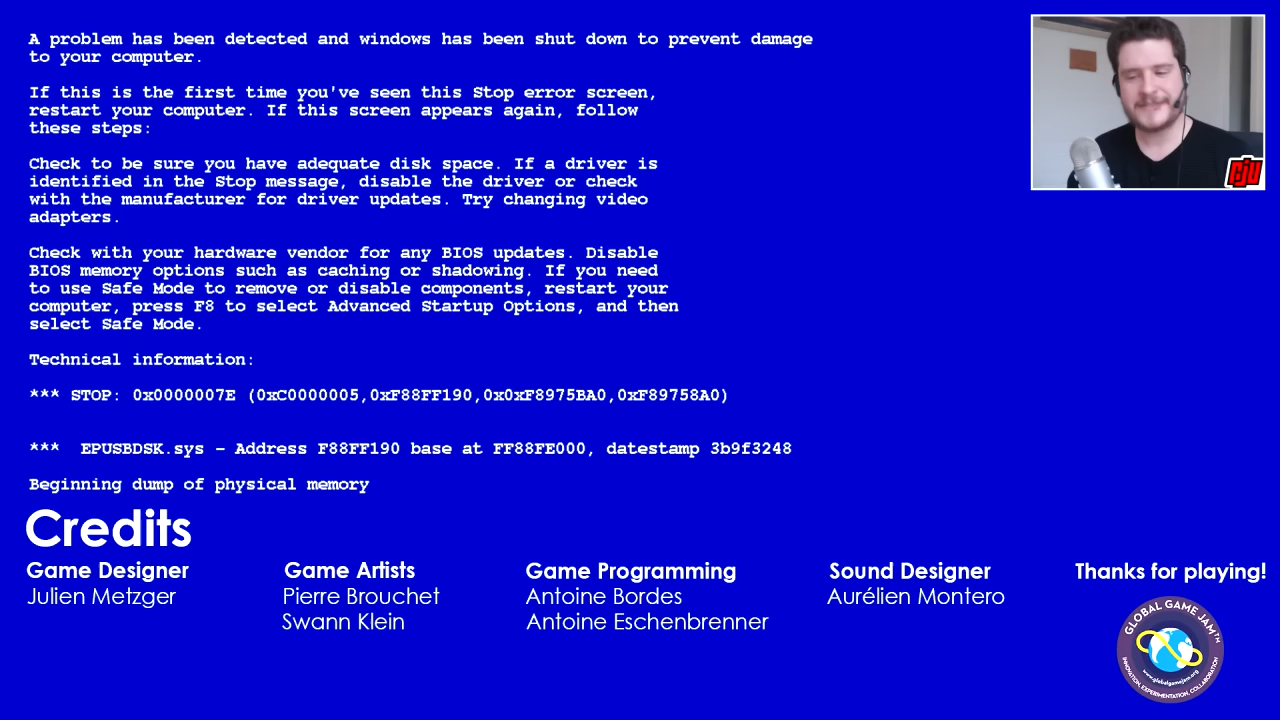 A problem has been detected and windows has been shut down to prevent damage
to your computer.
If this is the first time you've seen this Stop error screen,
restart your computer. If this screen appears again, follow
these steps:
Check to be sure you have adequate disk space. If a driver is
identified in the Stop message, disable the driver or check
with the manufacturer for driver updates. Try changing video
adapters.
Check with your hardware vendor for any BIOS updates. Disable
BIOS memory options such as caching or shadowing. If you need
to use Safe Mode to remove or disable components, restart your
computer, press F8 to select Advanced Startup Options, and then
select Safe Mode.
Technical information:
*** STOP: 0x0000007E (0xC0000005,0xF88FF190,0x0xF8975BA0,0xF89758A0)
*** EPUSBDSK.sys – Address F88FF190 base at FF88FE000, datestamp 3b9f3248
Beginning dump of physical memory
Credits
Game Designer
Julien Metzger
Game Artists
Pierre Brouchet
Swann Klein
Game Programming
Antoine Bordes
Antoine Eschenbrenner
Sound Designer
Aurélien Montero
Thanks for playing!
GLOBAL GAME JAM™
www.globalgamejam.org
INNOVATION, EXPERIMENTATION, COLLABORATION